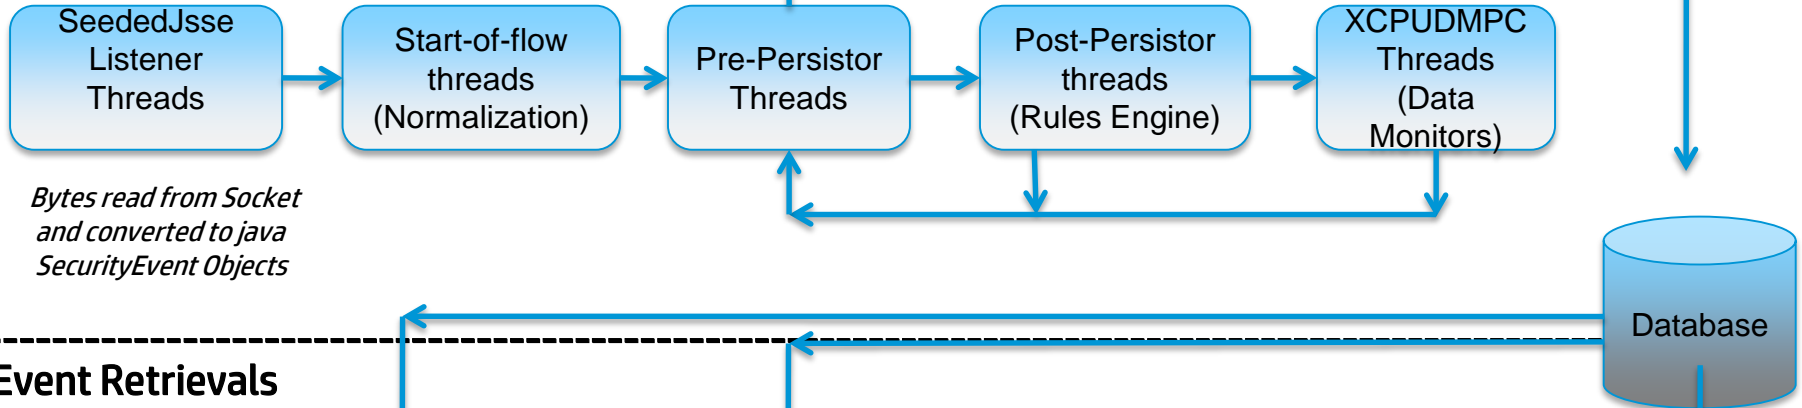 SeededJsse
Listener
Threads
Start-of-flow
threads
(Normalization)
Pre-Persistor
Threads
Post-Persistor
threads
(Rules Engine)
XCPUDMPC
Threads
(Data
Monitors)
Bytes read from Socket
and converted to java
SecurityEvent Objects
Database
Event Retrievals